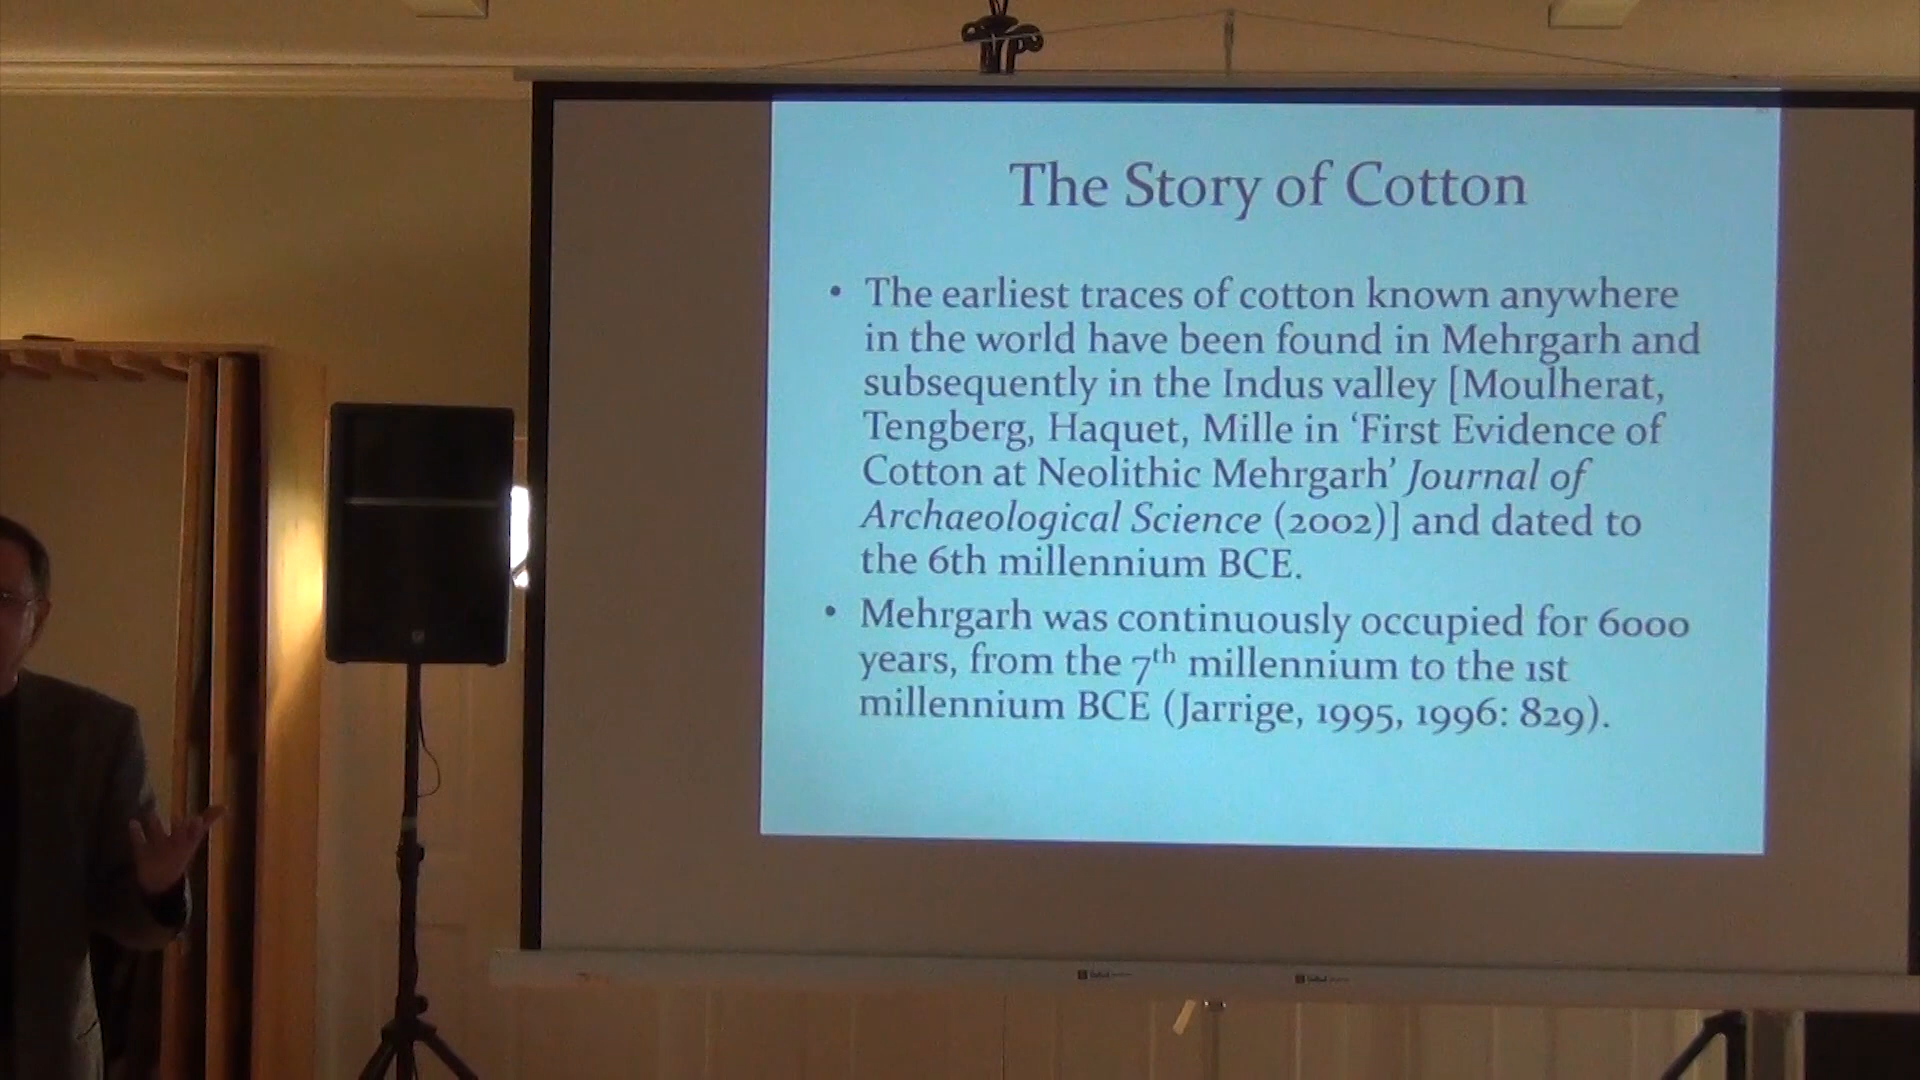 The Story of Cotton
• The earliest traces of cotton known anywhere
in the world have been found in Mehrgarh and
subsequently in the Indus valley [Moulherat,
Tengberg, Haquet, Mille in ‘First Evidence of
Cotton at Neolithic Mehrgarh’ Journal of
Archaeological Science (2002)] and dated to
the 6th millennium BCE.
• Mehrgarh was continuously occupied for 6000
years, from the 7th millennium to the 1st
millennium BCE (Jarrige, 1995, 1996: 829).